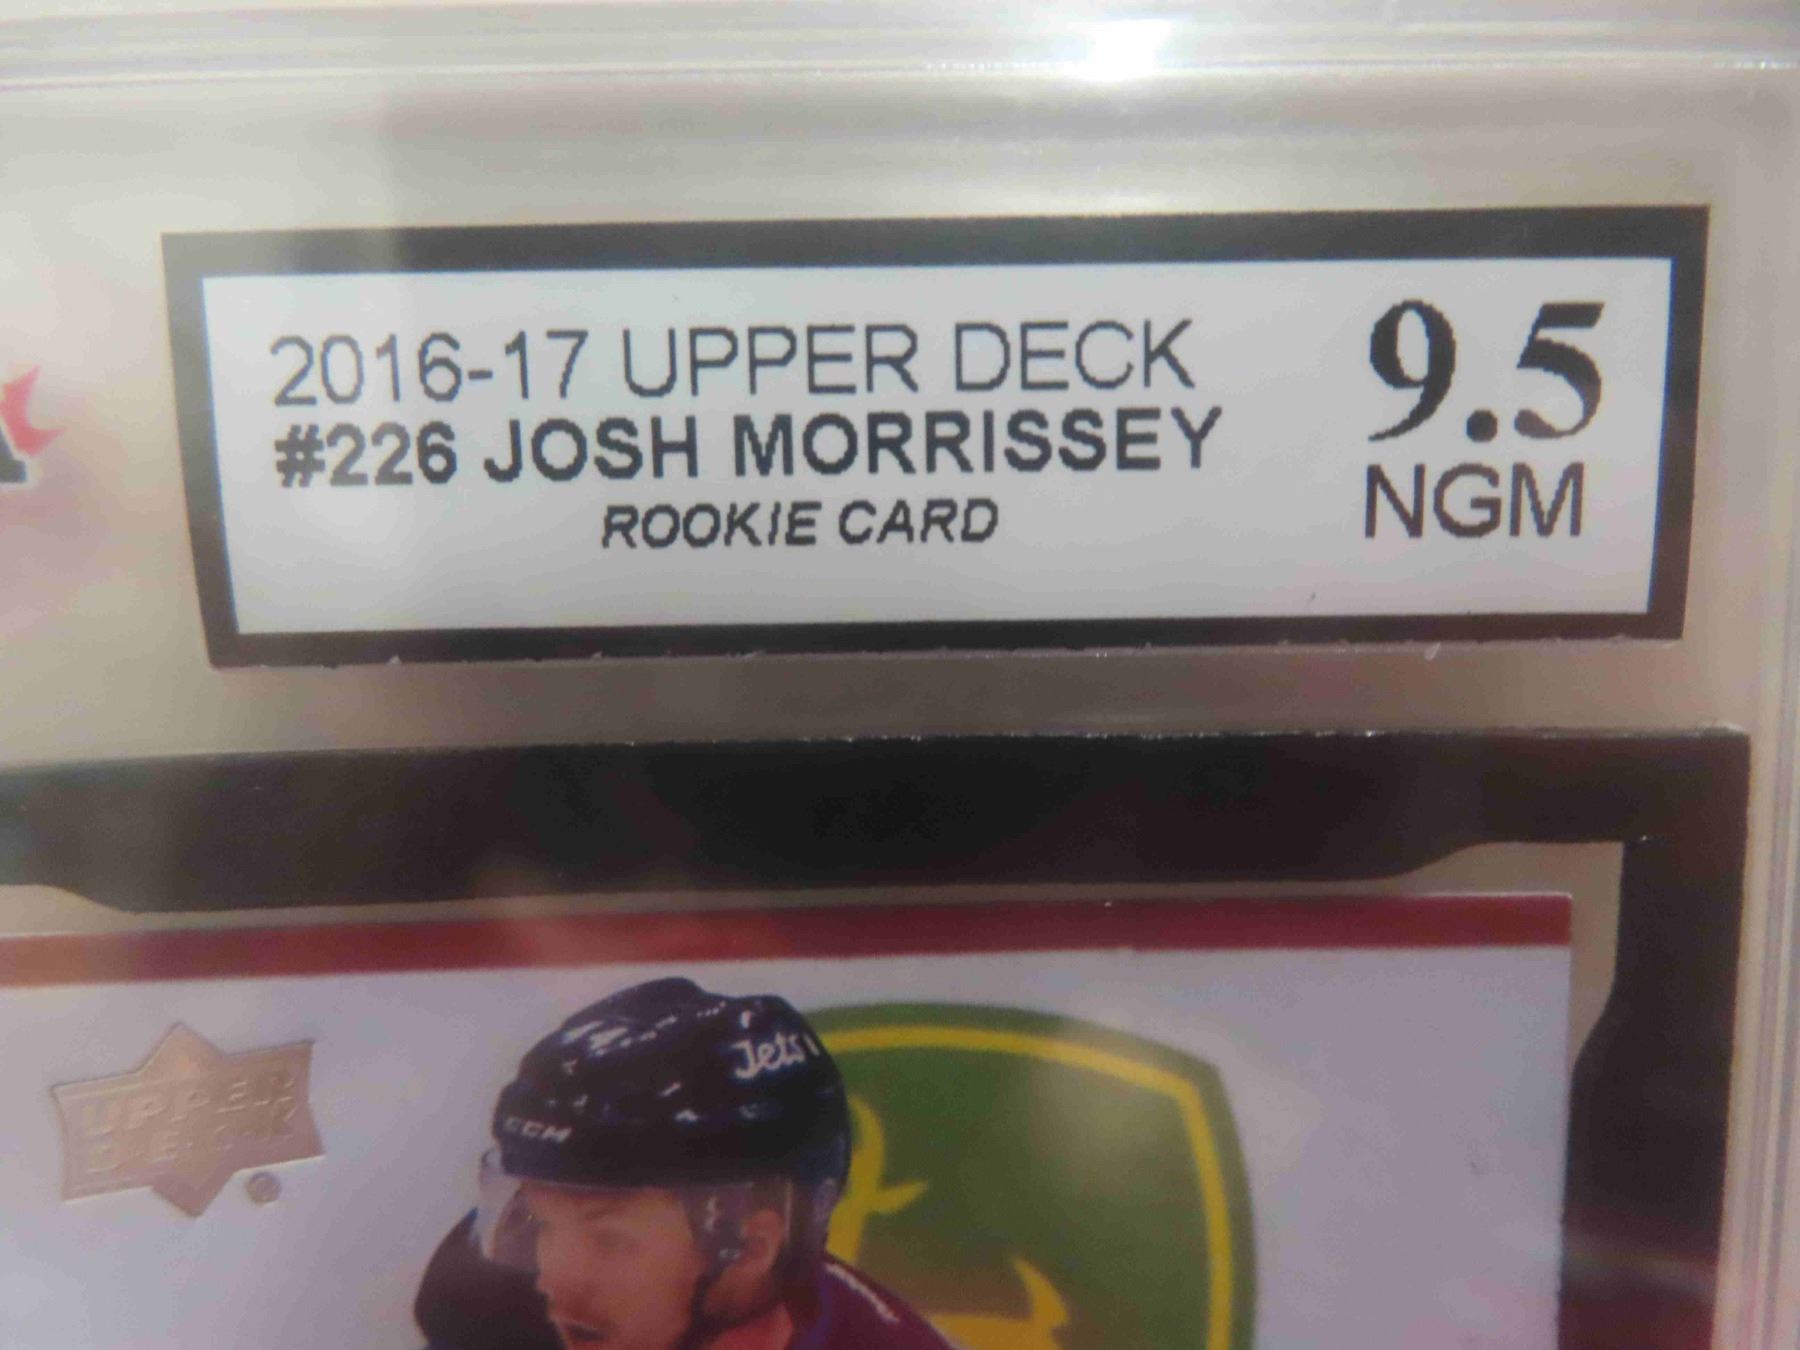 2016-17 UPPER DECK
#226 JOSH MORRISSEY
ROOKIE CARD
9.5
NGM
UPPER
DECK
Jets
CCM